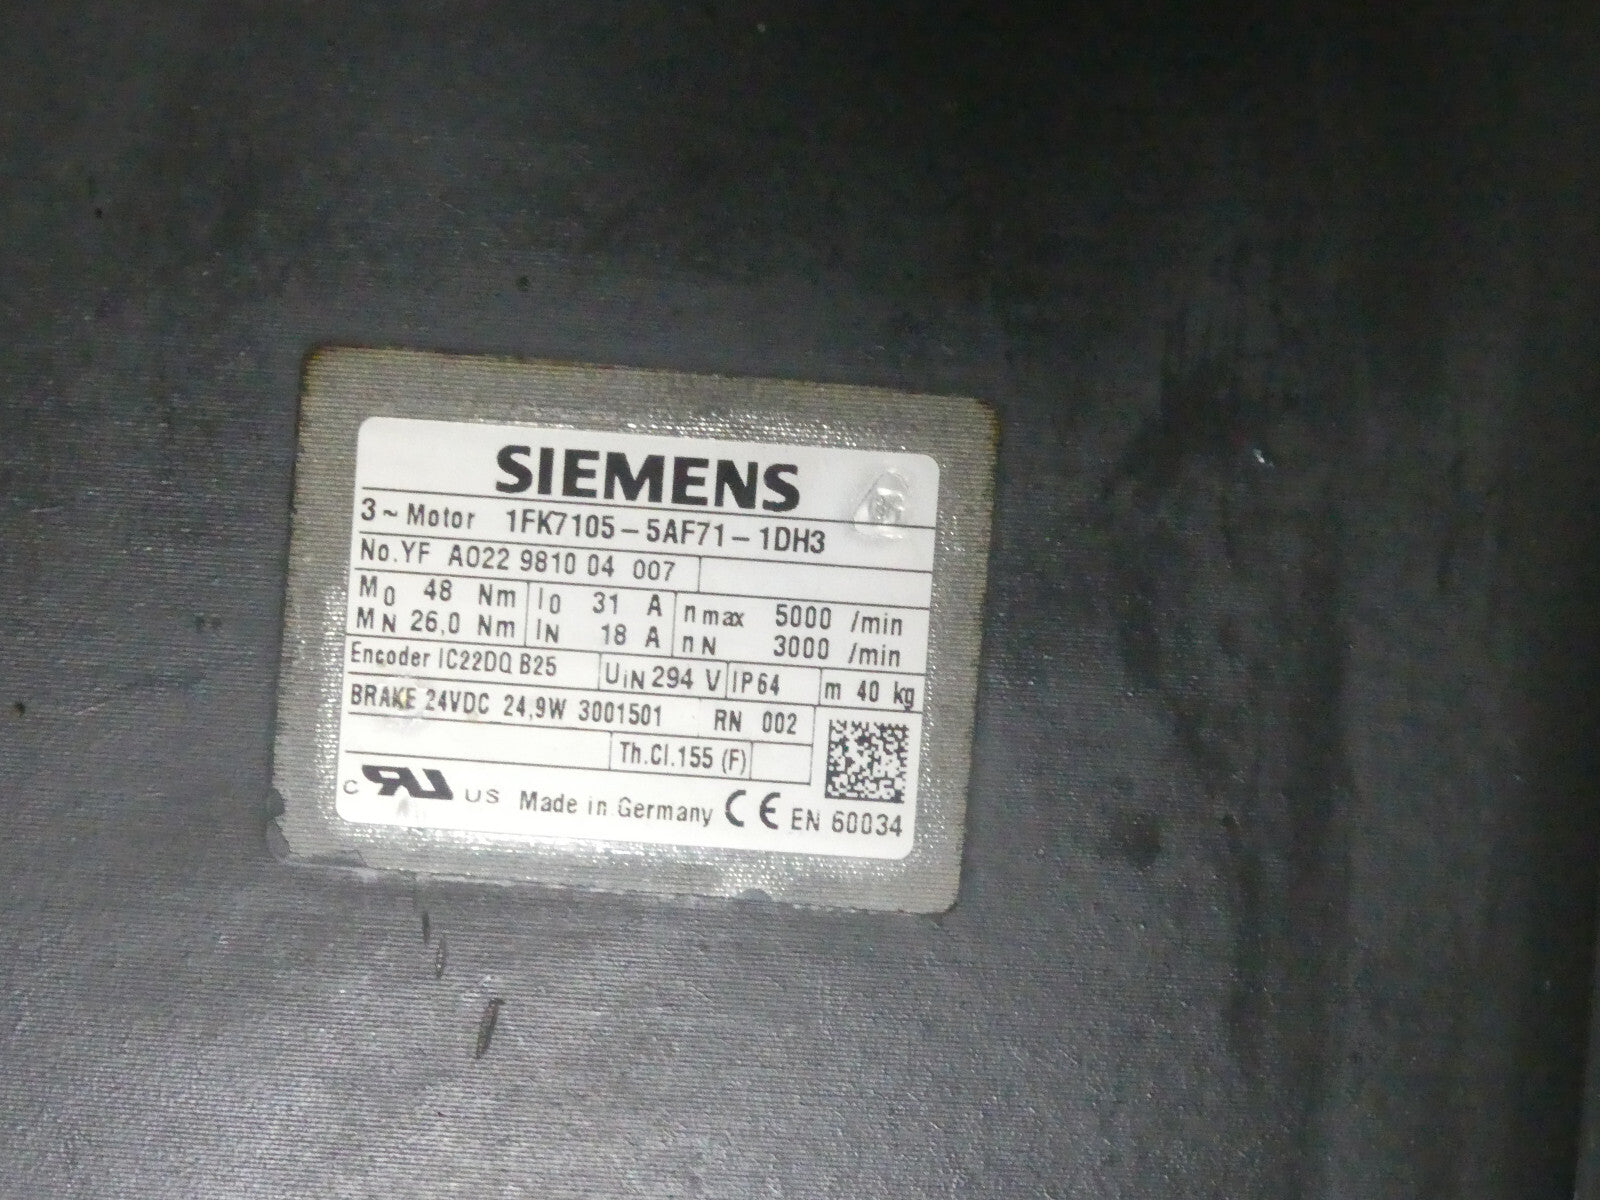 SIEMENS
3~Motor 1FK7105-5AF71-1DH3
No.YF A022 9810 04 007
M0 48 Nm I0 31 A nmax 5000 /min
MN 26,0 Nm IN 18 A nN 3000 /min
Encoder IC22DQ B25 UIN 294 V IP64 m 40 kg
BRAKE 24VDC 24,9W 3001501 RN 002
Th.Cl.155 (F)
c RU US Made in Germany CE EN 60034